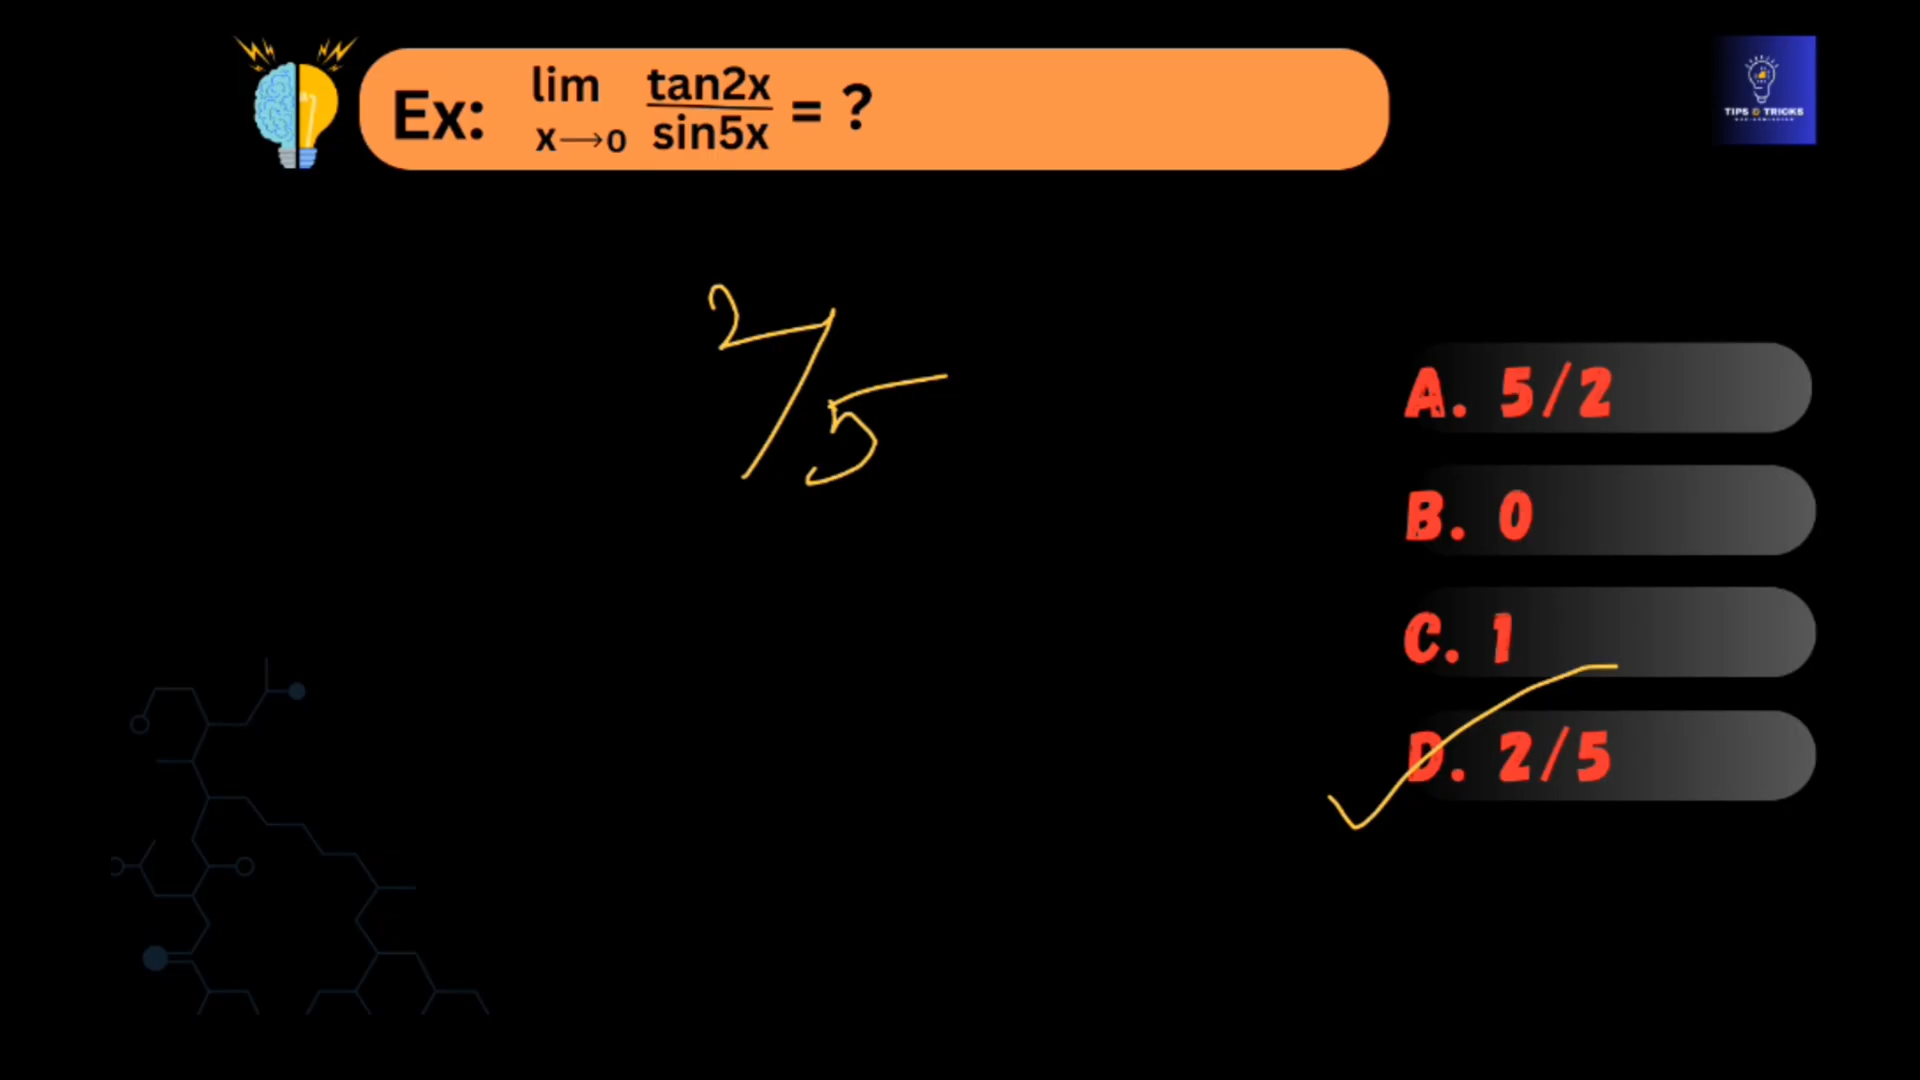 Ex: lim x→0 tan2x/sin5x = ?
TIPS & TRICKS
2/5
A. 5/2
B. 0
C. 1
D. 2/5